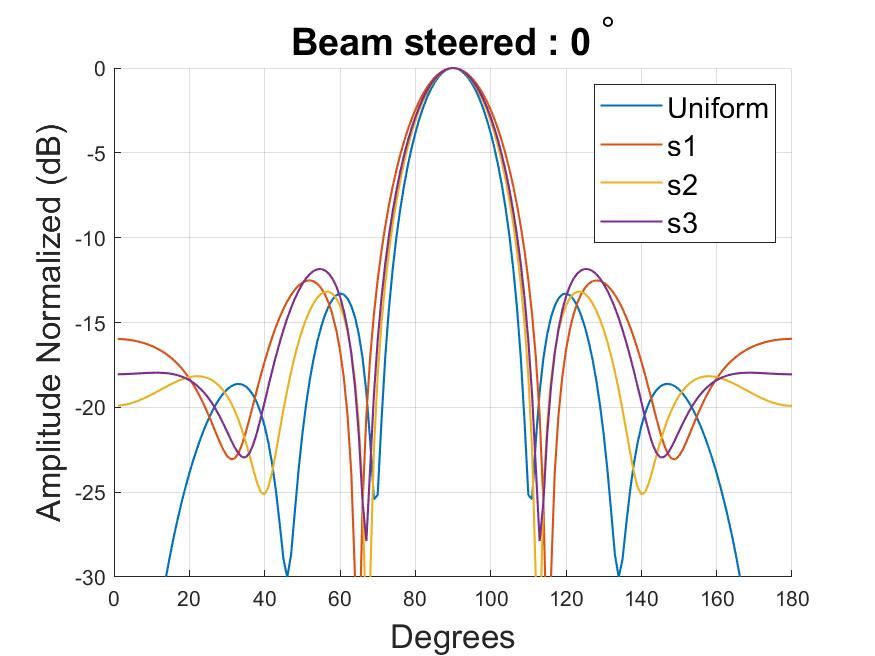 Beam steered : 0 °
Amplitude Normalized (dB)
0
-5
-10
-15
-20
-25
-30
Uniform
s1
s2
s3
0 20 40 60 80 100 120 140 160 180
Degrees